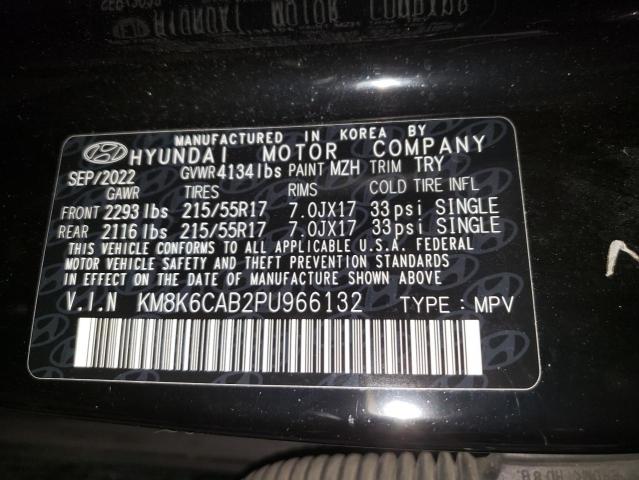 MANUFACTURED IN KOREA BY
HYUNDAI MOTOR COMPANY
SEP/2022 GVWR 4134lbs PAINT MZH TRIM TRY
GAWR TIRES RIMS COLD TIRE INFL
FRONT 2293 lbs 215/55R17 7.0JX17 33 psi SINGLE
REAR 2116 lbs 215/55R17 7.0JX17 33 psi SINGLE
THIS VEHICLE CONFORMS TO ALL APPLICABLE U.S.A. FEDERAL
MOTOR VEHICLE SAFETY AND THEFT PREVENTION STANDARDS
IN EFFECT ON THE DATE OF MANUFACTURE SHOWN ABOVE.
V.I.N KM8K6CAB2PU966132 TYPE : MPV